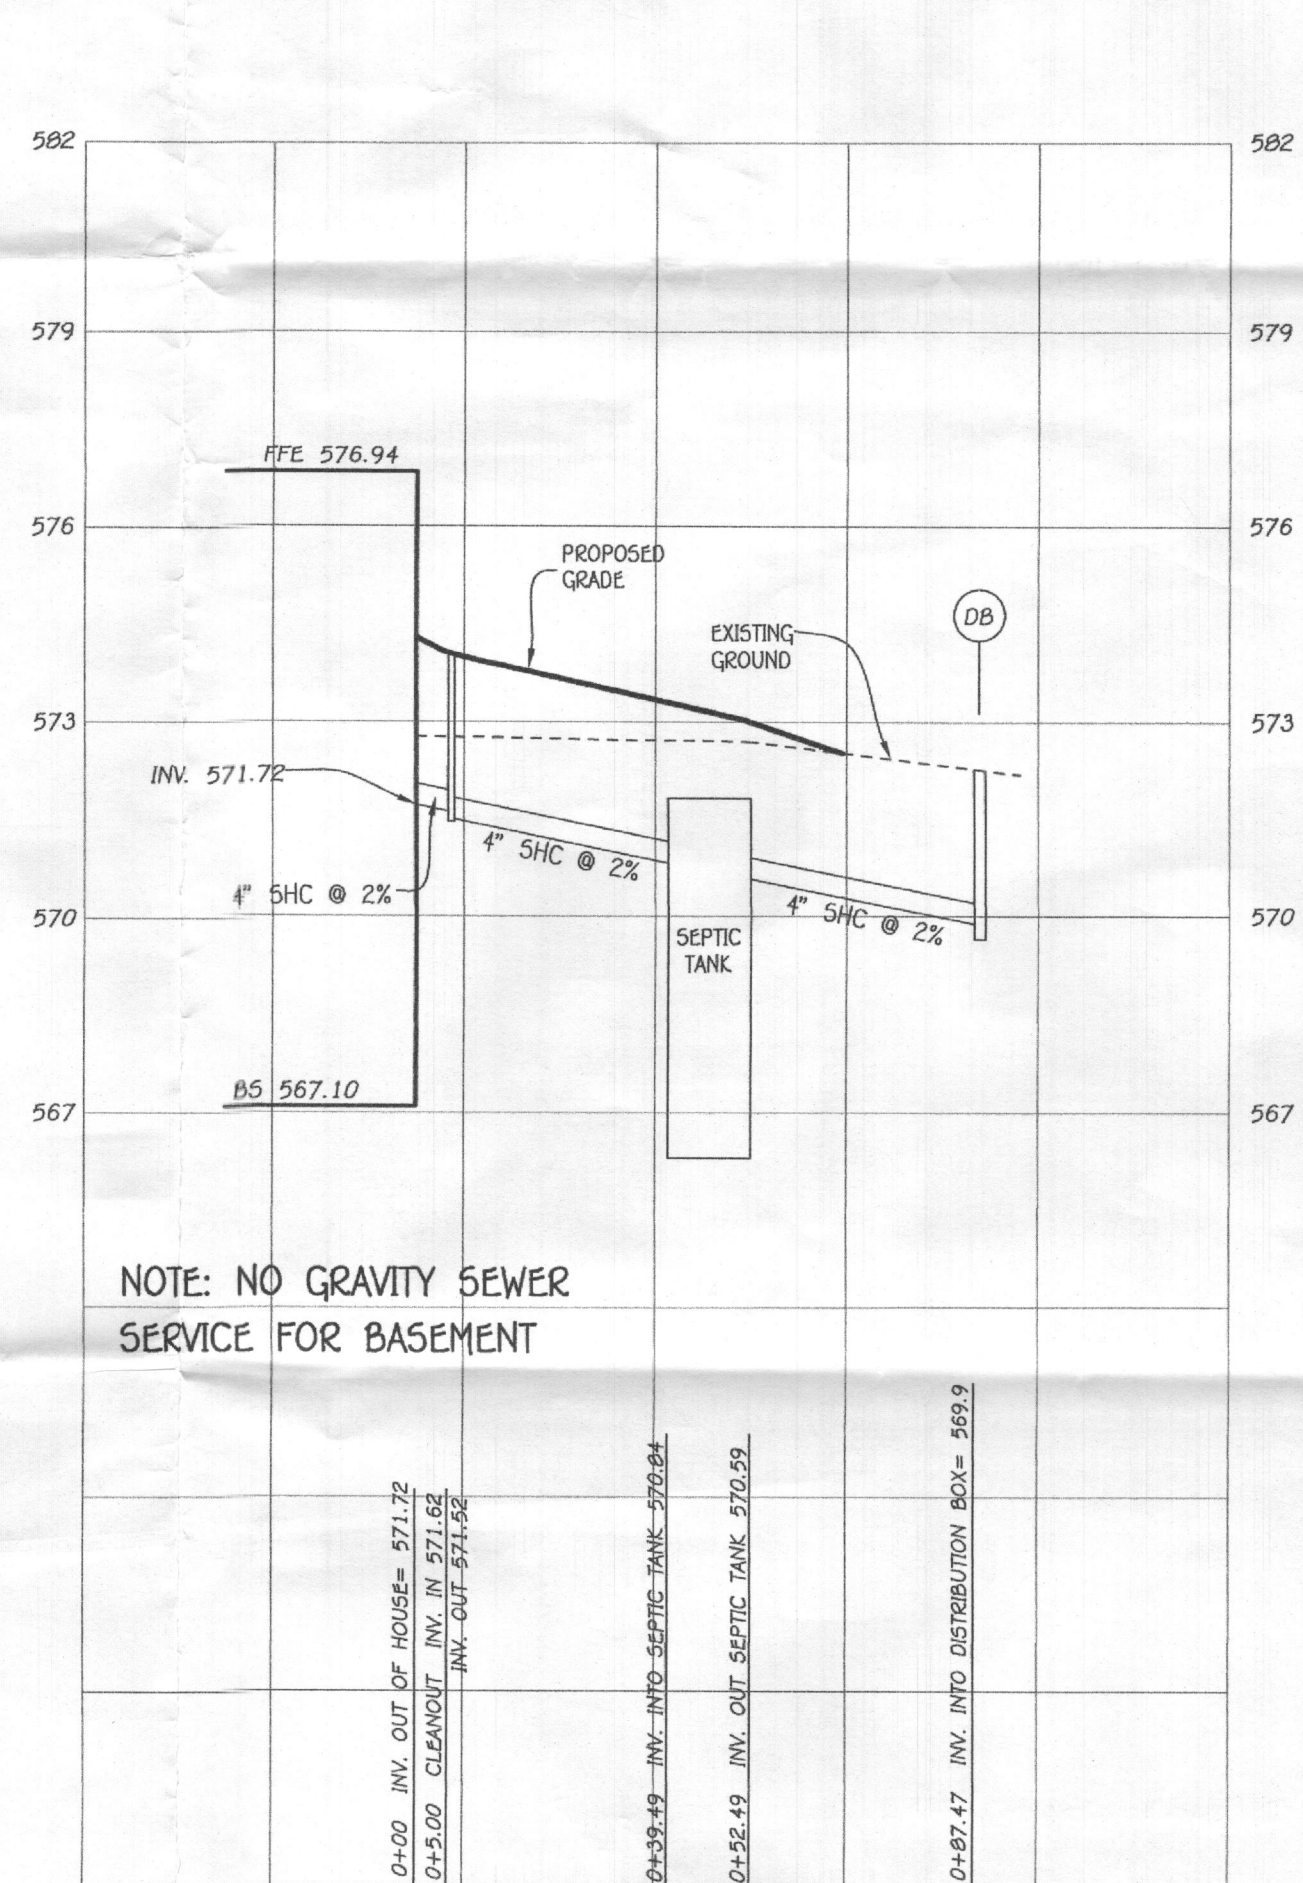 582
582
579
579
FFE 576.94
576
576
PROPOSED
GRADE
DB
EXISTING
GROUND
573
573
INV. 571.72
4" SHC @ 2%
4" SHC @ 2%
4" SHC @ 2%
570
570
SEPTIC
TANK
BS 567.10
567
567
NOTE: NO GRAVITY SEWER
SERVICE FOR BASEMENT
0+00 INV. OUT OF HOUSE= 571.72
0+5.00 CLEANOUT INV. IN 571.62
INV. OUT 571.52
0+39.49 INV. INTO SEPTIC TANK 570.84
0+52.49 INV. OUT SEPTIC TANK 570.59
0+87.47 INV. INTO DISTRIBUTION BOX= 569.9